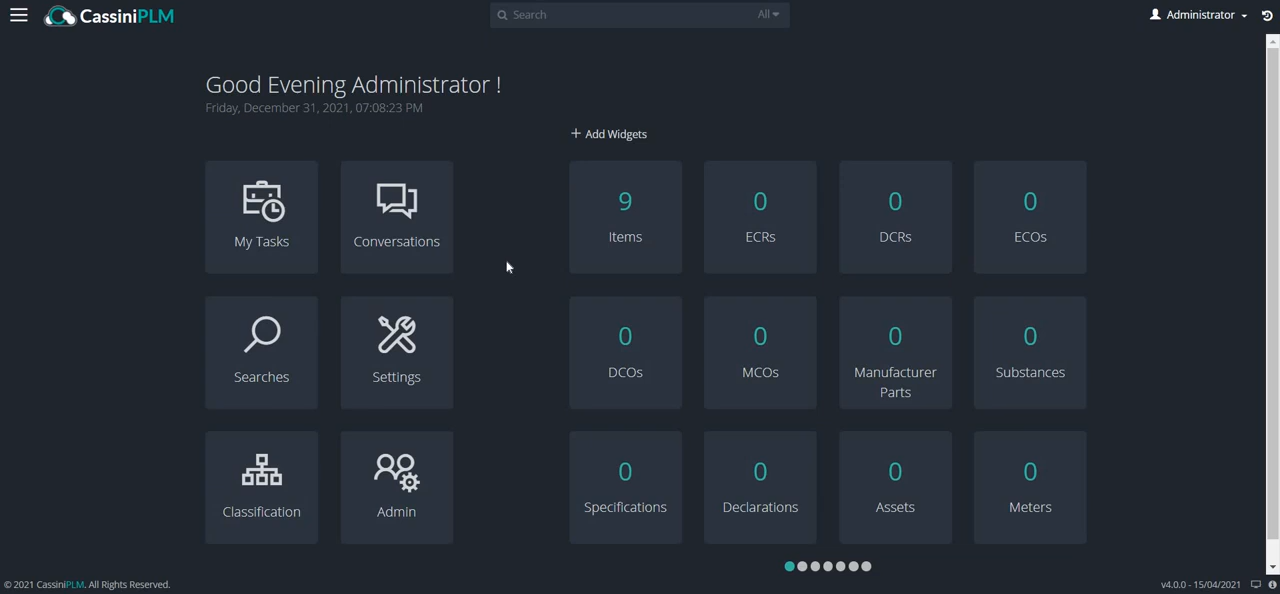 CassiniPLM
Search
All
Administrator
Good Evening Administrator !
Friday, December 31, 2021, 07:08:23 PM
+ Add Widgets
My Tasks
Conversations
9
Items
0
ECRs
0
DCRs
0
ECOs
Searches
Settings
0
DCOs
0
MCOs
0
Manufacturer
Parts
0
Substances
Classification
Admin
0
Specifications
0
Declarations
0
Assets
0
Meters
© 2021 CassiniPLM. All Rights Reserved.
v4.0.0 - 15/04/2021